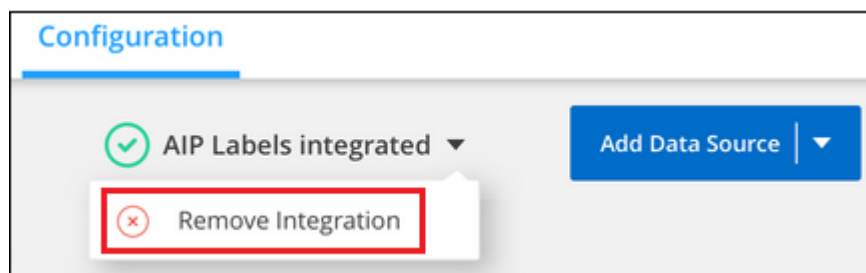 Configuration
AIP Labels integrated
Add Data Source
Remove Integration